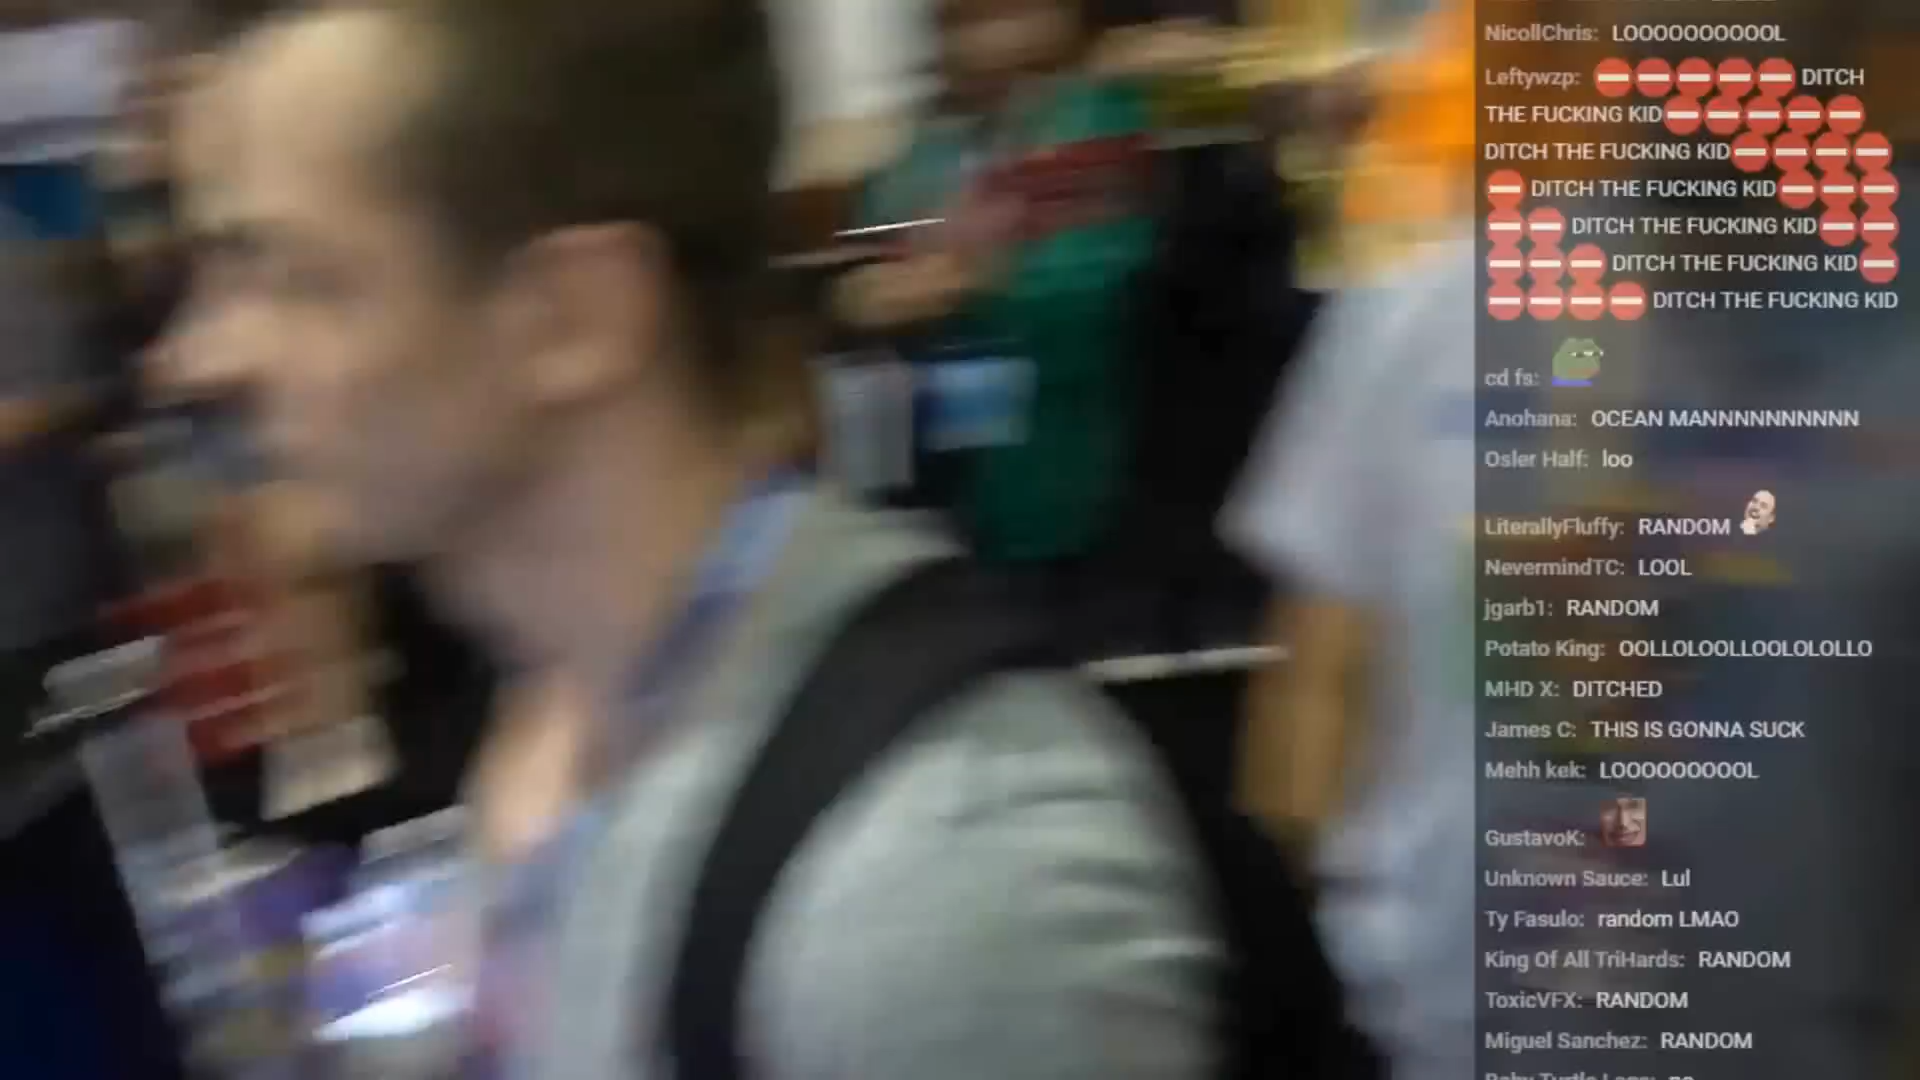 NicollChris: LOOOOOOOOOOL
Leftywzp: DITCH
THE FUCKING KID
DITCH THE FUCKING KID
DITCH THE FUCKING KID
DITCH THE FUCKING KID
DITCH THE FUCKING KID
DITCH THE FUCKING KID
cd fs:
Anohana: OCEAN MANNNNNNNNNN
Osler Half: loo
LiterallyFluffy: RANDOM
NevermindTC: LOOL
jgarb1: RANDOM
Potato King: OOLLOLOOLLOOLOLOLLO
MHD X: DITCHED
James C: THIS IS GONNA SUCK
Mehh kek: LOOOOOOOOOL
GustavoK:
Unknown Sauce: Lul
Ty Fasulo: random LMAO
King Of All TriHards: RANDOM
ToxicVFX: RANDOM
Miguel Sanchez: RANDOM